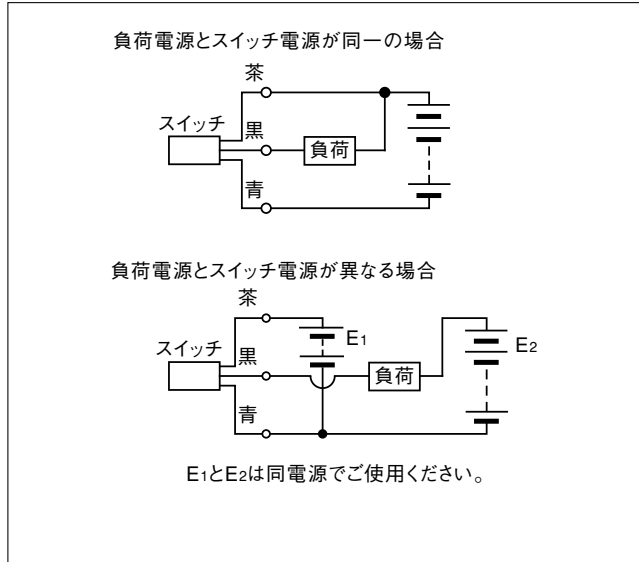 負荷電源とスイッチ電源が同一の場合
茶
スイッチ
黒
負荷
青
負荷電源とスイッチ電源が異なる場合
茶
E1
E2
スイッチ
黒
負荷
青
E1とE2は同電源でご使用ください。